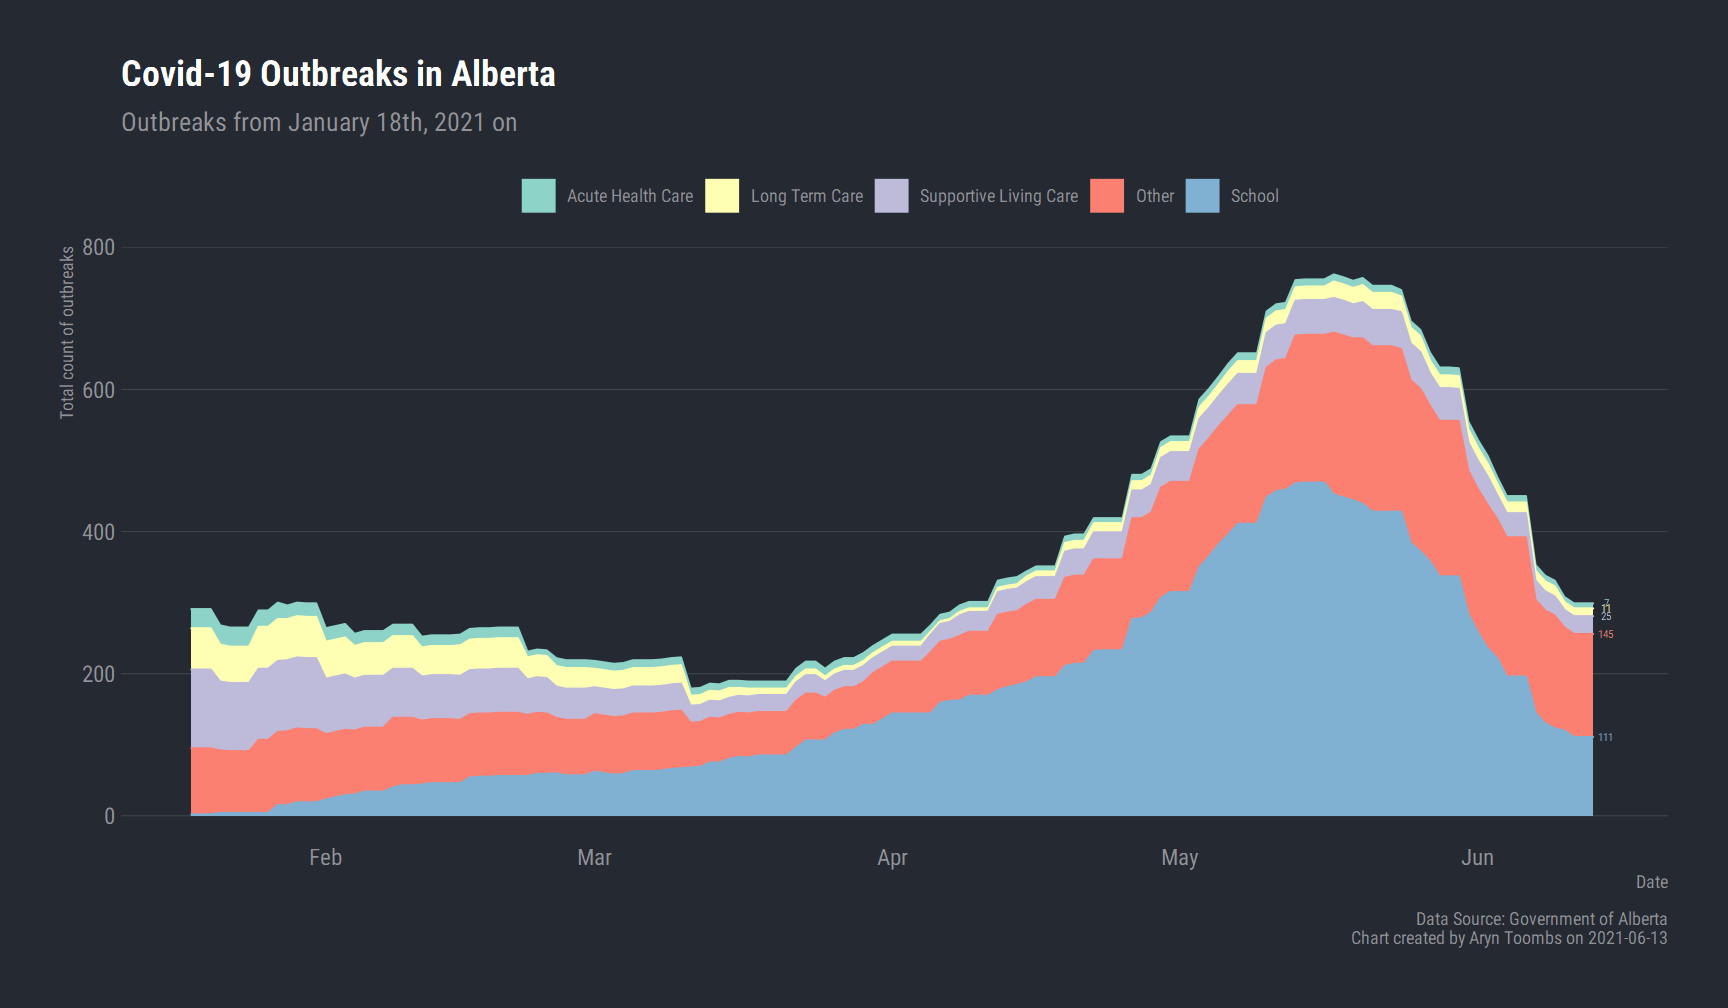 Covid-19 Outbreaks in Alberta
Outbreaks from January 18th, 2021 on
Acute Health Care
Long Term Care
Supportive Living Care
Other
School
Total count of outbreaks
800
600
400
200
0
7
11
25
145
111
Feb
Mar
Apr
May
Jun
Date
Data Source: Government of Alberta
Chart created by Aryn Toombs on 2021-06-13